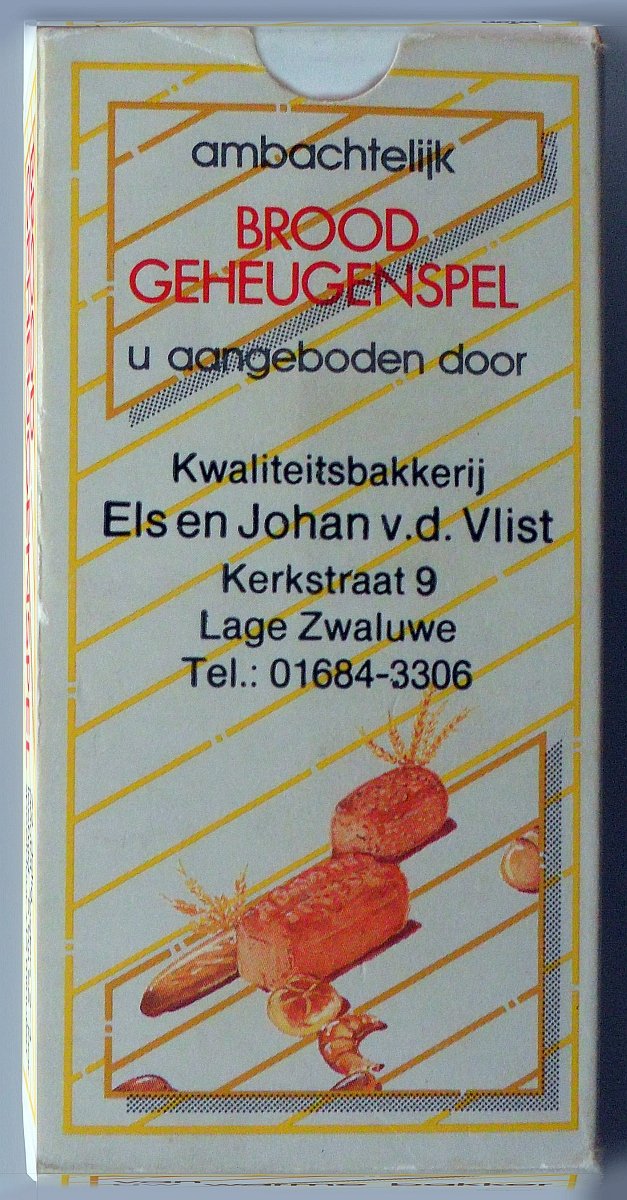 ambachtelijk
BROOD
GEHEUGENSPEL
u aangeboden door
Kwaliteitsbakkerij
Els en Johan v.d. Vlist
Kerkstraat 9
Lage Zwaluwe
Tel.: 01684-3306